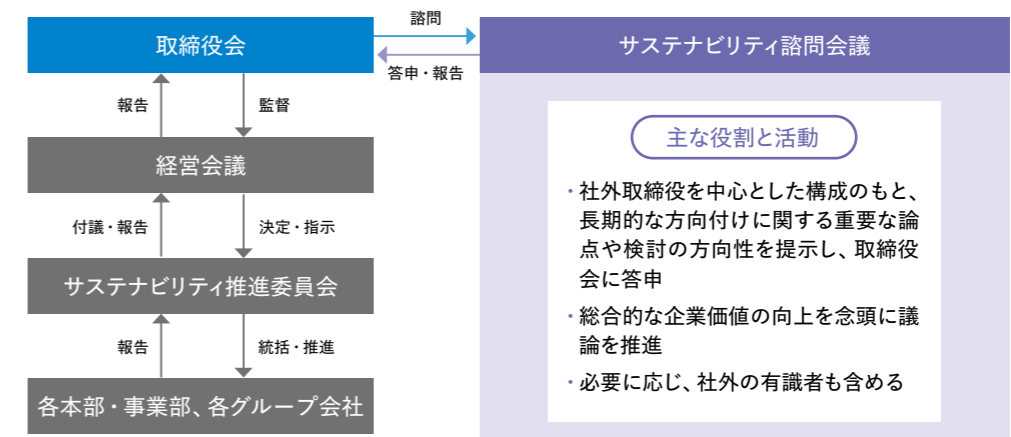 取締役会
諮問
答申・報告
サステナビリティ諮問会議
報告
監督
経営会議
付議・報告
決定・指示
サステナビリティ推進委員会
報告
統括・推進
各本部・事業部、各グループ会社
主な役割と活動
・社外取締役を中心とした構成のもと、
長期的な方向付けに関する重要な論
点や検討の方向性を提示し、取締役
会に答申
・総合的な企業価値の向上を念頭に議
論を推進
・必要に応じ、社外の有識者も含める